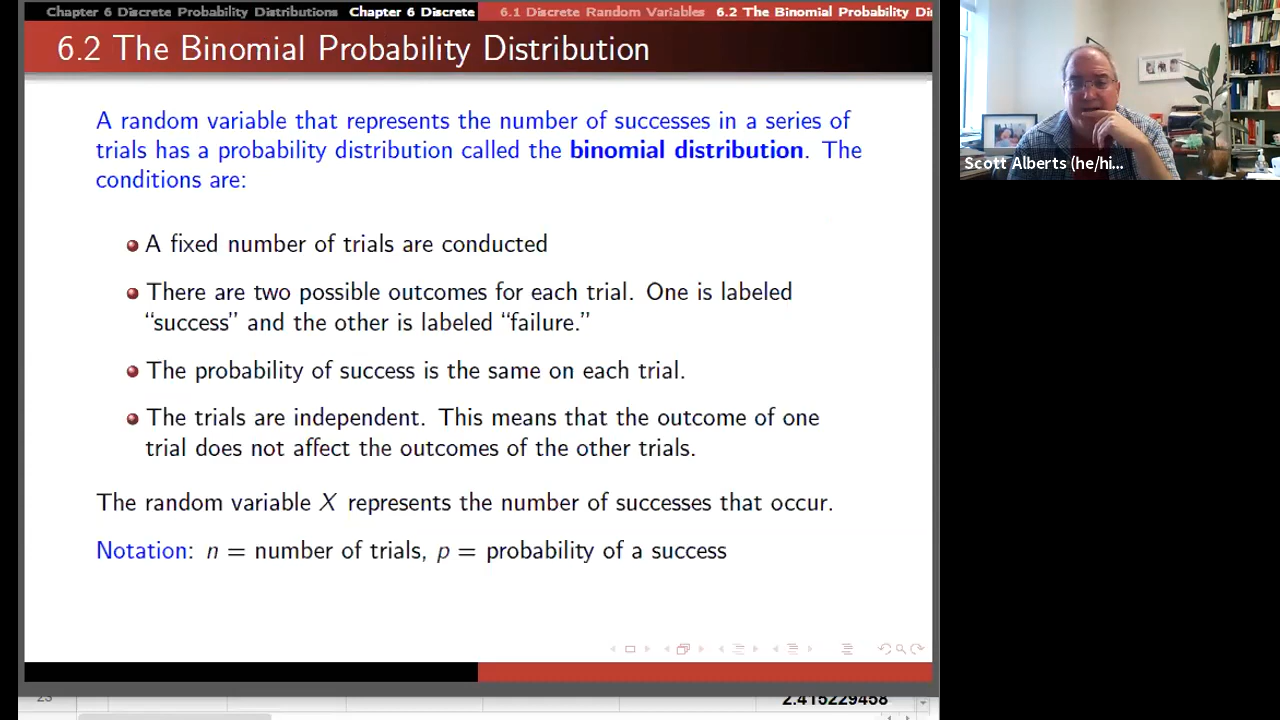 Chapter 6 Discrete Probability Distributions Chapter 6 Discrete 6.1 Discrete Random Variables 6.2 The Binomial Probability Di
6.2 The Binomial Probability Distribution
A random variable that represents the number of successes in a series of
trials has a probability distribution called the binomial distribution. The
conditions are:
A fixed number of trials are conducted
There are two possible outcomes for each trial. One is labeled
“success” and the other is labeled “failure.”
The probability of success is the same on each trial.
The trials are independent. This means that the outcome of one
trial does not affect the outcomes of the other trials.
The random variable X represents the number of successes that occur.
Notation: n = number of trials, p = probability of a success
23 2.415229458
Scott Alberts (he/hi...